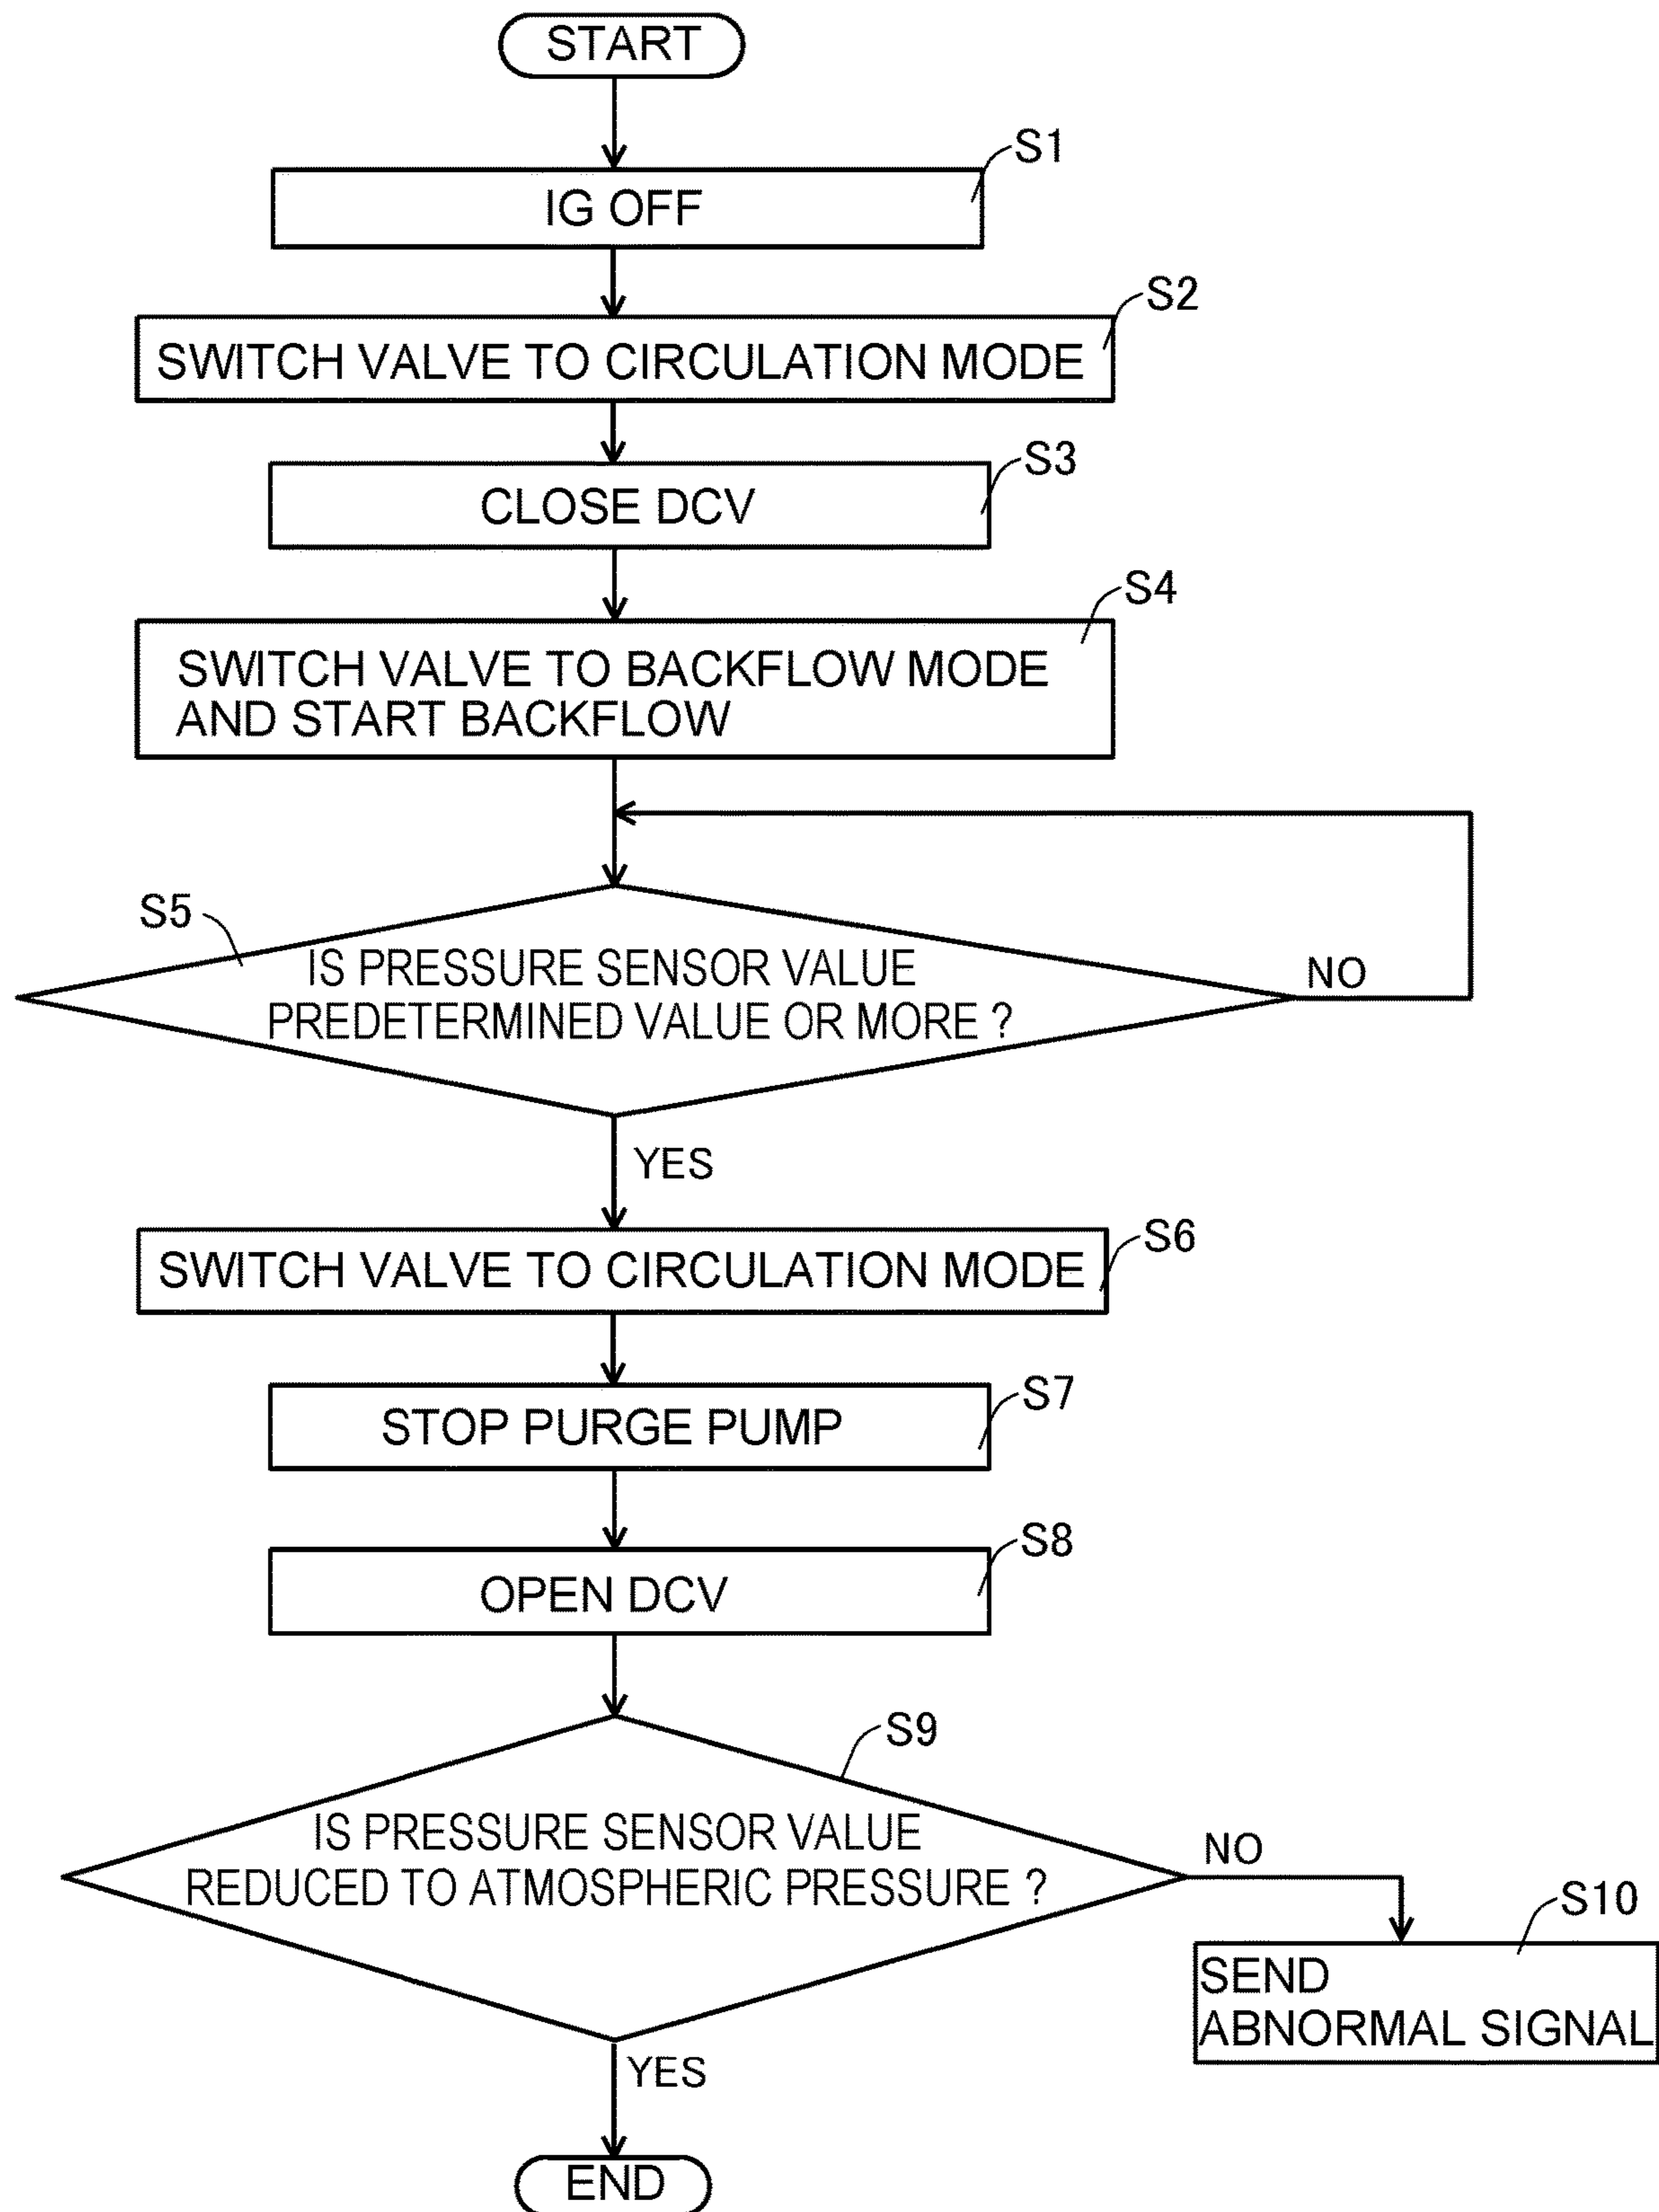 START
S1
IG OFF
S2
SWITCH VALVE TO CIRCULATION MODE
S3
CLOSE DCV
S4
SWITCH VALVE TO BACKFLOW MODE
AND START BACKFLOW
S5
IS PRESSURE SENSOR VALUE
PREDETERMINED VALUE OR MORE ?
NO
YES
S6
SWITCH VALVE TO CIRCULATION MODE
S7
STOP PURGE PUMP
S8
OPEN DCV
S9
IS PRESSURE SENSOR VALUE
REDUCED TO ATMOSPHERIC PRESSURE ?
NO
S10
SEND
ABNORMAL SIGNAL
YES
END